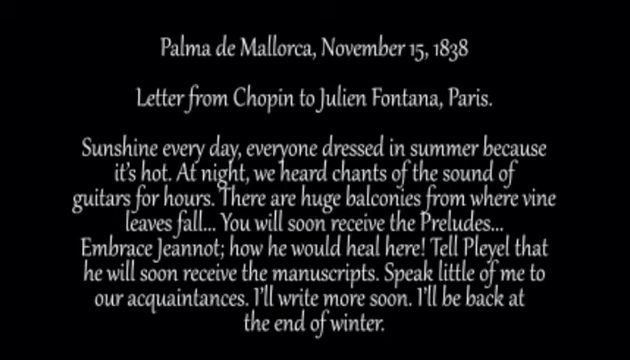 Palma de Mallorca, November 15, 1838
Letter from Chopin to Julien Fontana, Paris.
Sunshine every day, everyone dressed in summer because
it's hot. At night, we heard chants of the sound of
guitars for hours. There are huge balconies from where vine
leaves fall... You will soon receive the Preludes...
Embrace Jeannot; how he would heal here! Tell Pleyel that
he will soon receive the manuscripts. Speak little of me to
our acquaintances. I'll write more soon. I'll be back at
the end of winter.